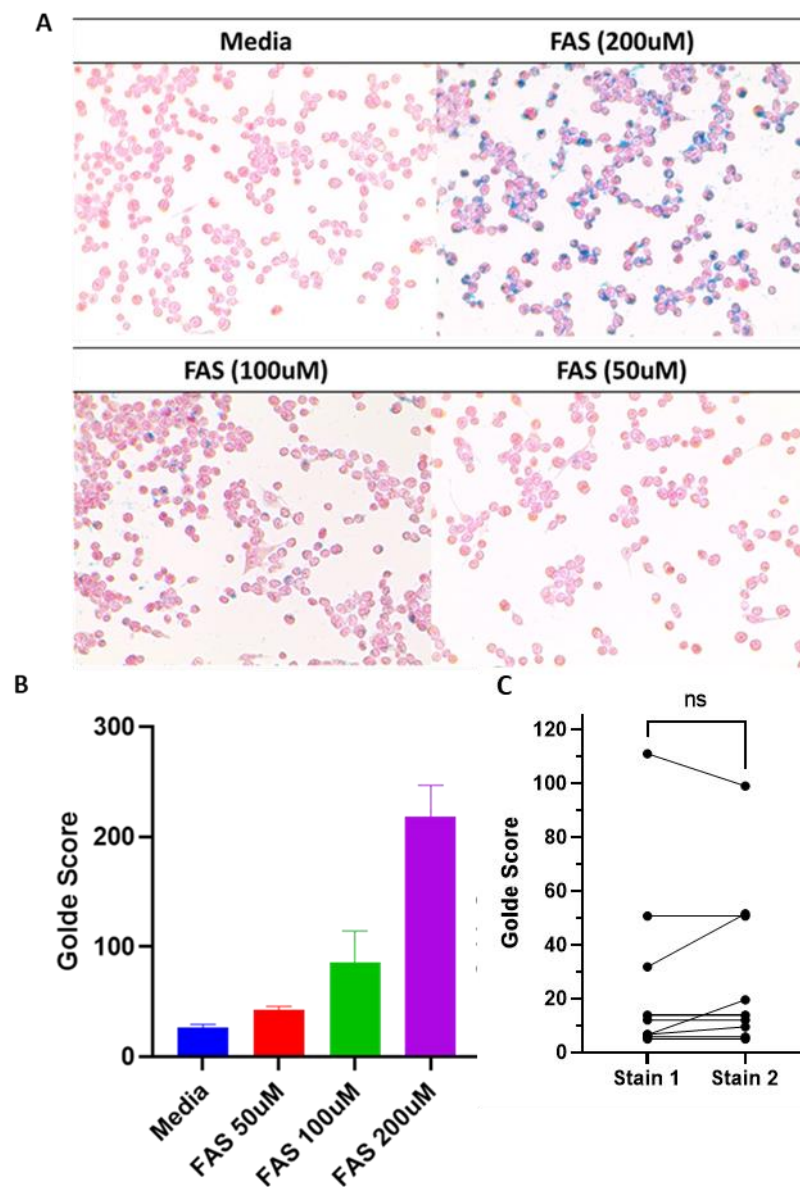 A
Media FAS (200uM)
FAS (100uM) FAS (50uM)
B
Golde Score
300
200
100
0
Media FAS 50uM FAS 100uM FAS 200uM
C
ns
Golde Score
120
100
80
60
40
20
0
Stain 1 Stain 2